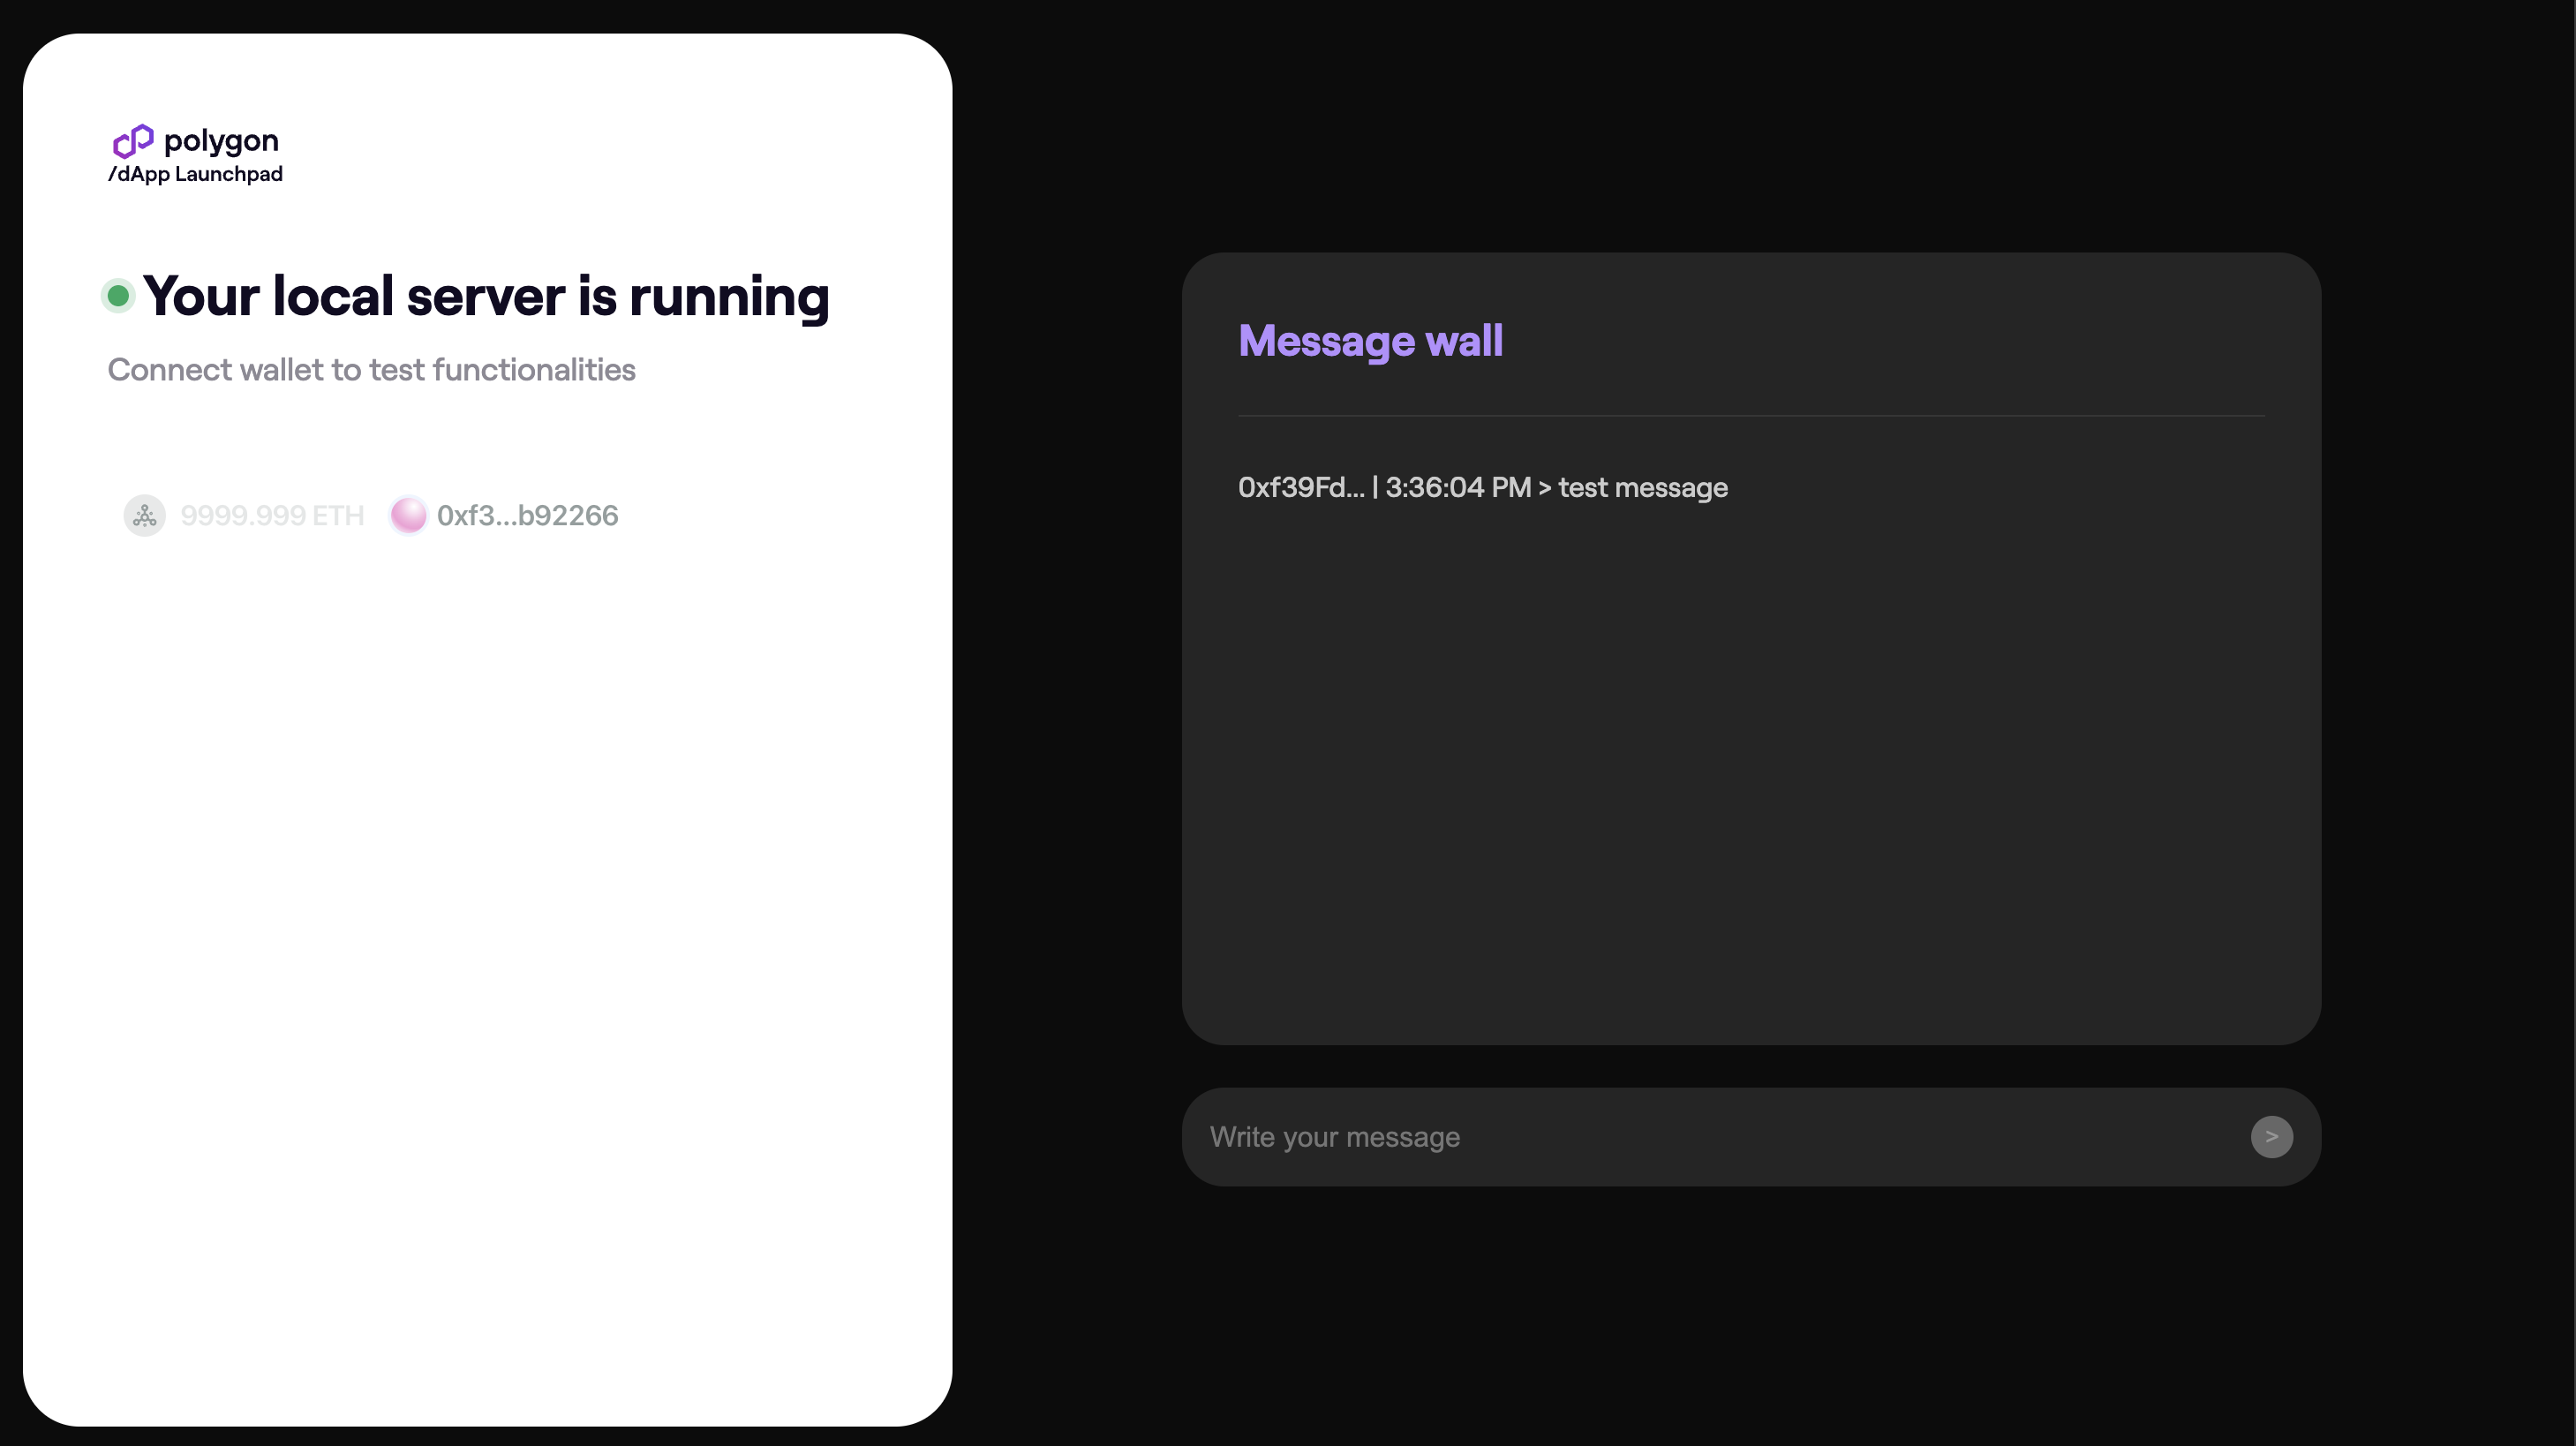 polygon
/dApp Launchpad
Your local server is running
Connect wallet to test functionalities
9999.999 ETH 0xf3...b92266
Message wall
0xf39Fd... | 3:36:04 PM > test message
Write your message >